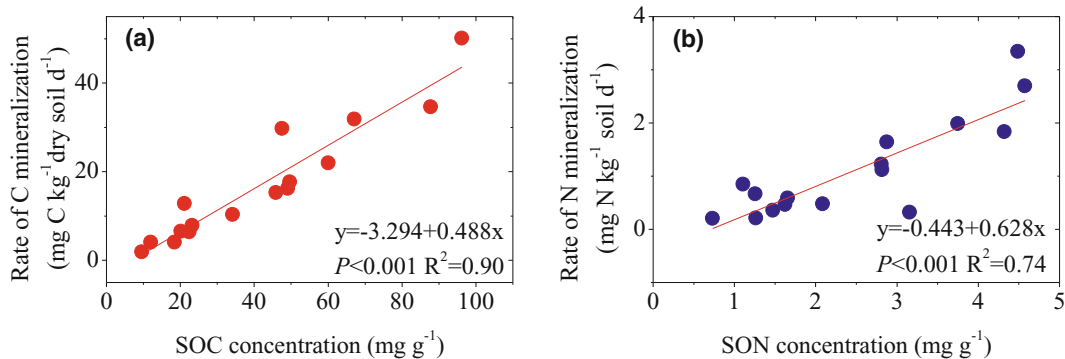 (a)
Rate of C mineralization
(mg C kg⁻¹dry soil d⁻¹)
40
20
0
y=-3.294+0.488x
P<0.001 R²=0.90
0 20 40 60 80 100
SOC concentration (mg g⁻¹)
(b)
Rate of N mineralization
(mg N kg⁻¹ soil d⁻¹)
4
2
0
y=-0.443+0.628x
P<0.001 R²=0.74
0 1 2 3 4 5
SON concentration (mg g⁻¹)